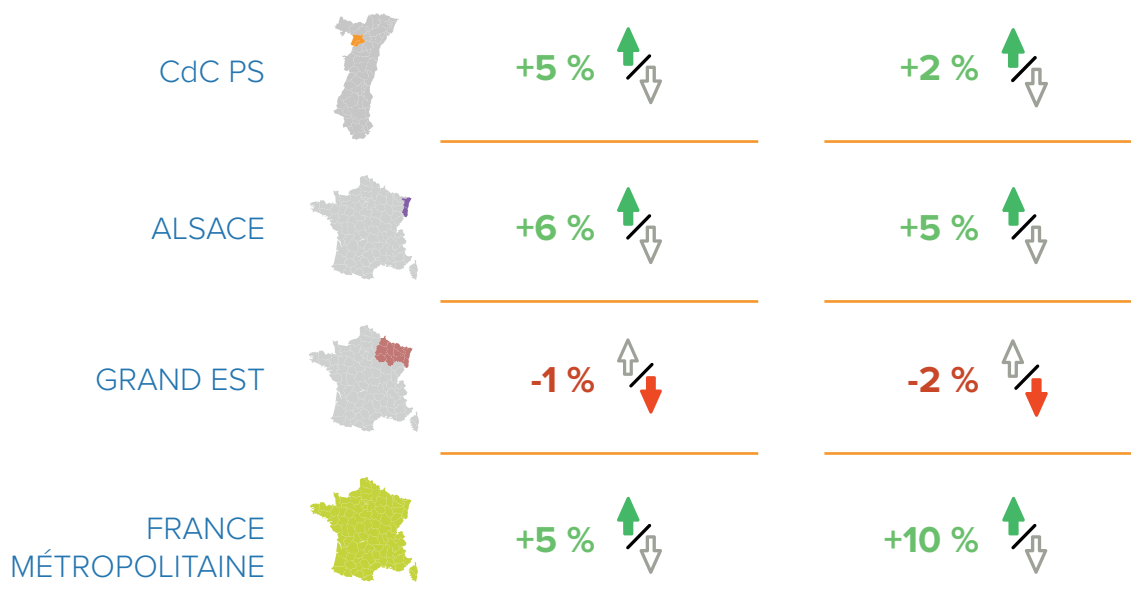 CdC PS
+5 %
+2 %
ALSACE
+6 %
+5 %
GRAND EST
-1 %
-2 %
FRANCE
MÉTROPOLITAINE
+5 %
+10 %